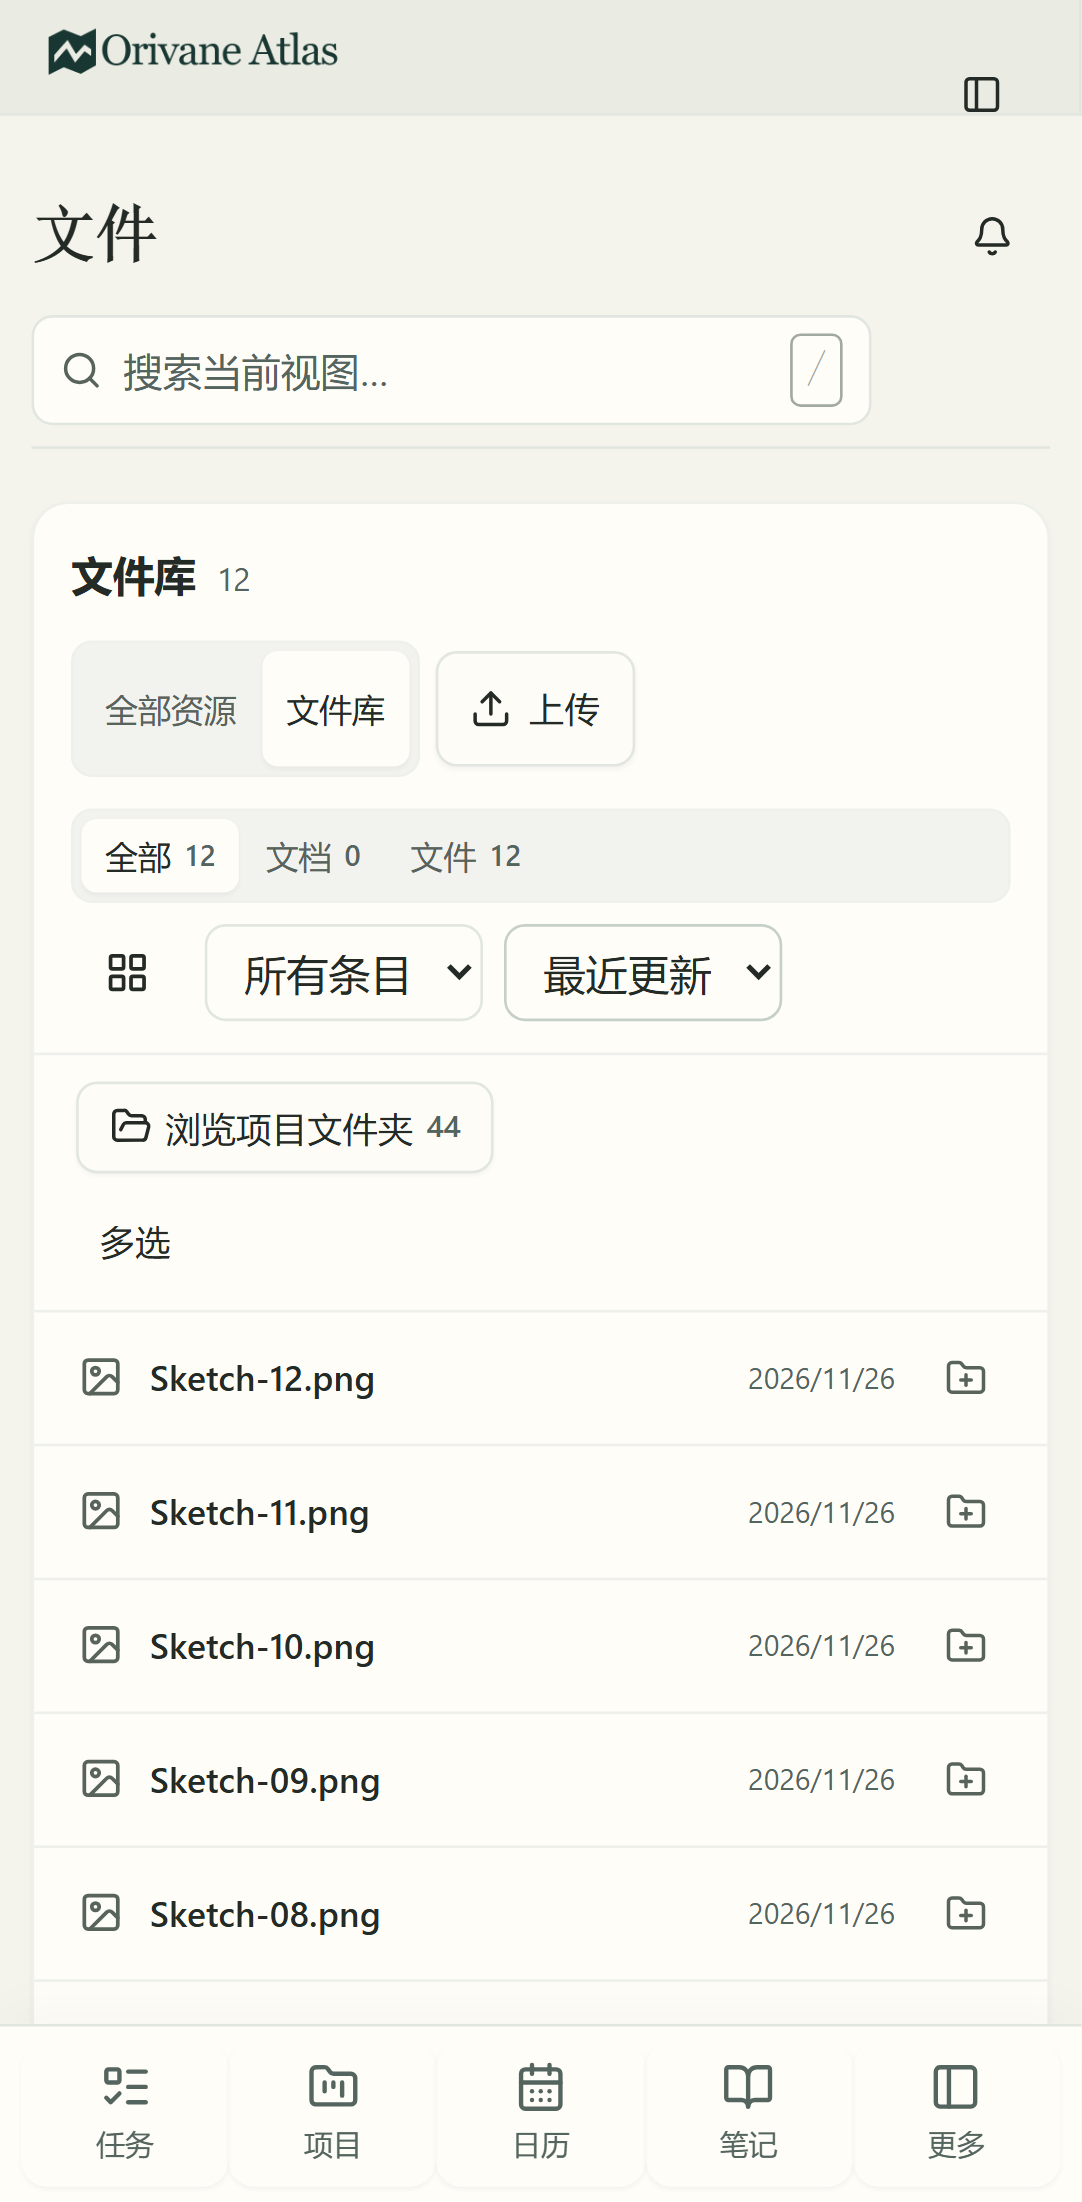 Orivane Atlas
文件
搜索当前视图... /
文件库 12
全部资源 文件库 上传
全部 12 文档 0 文件 12
所有条目 最近更新
浏览项目文件夹 44
多选
Sketch-12.png 2026/11/26
Sketch-11.png 2026/11/26
Sketch-10.png 2026/11/26
Sketch-09.png 2026/11/26
Sketch-08.png 2026/11/26
任务 项目 日历 笔记 更多